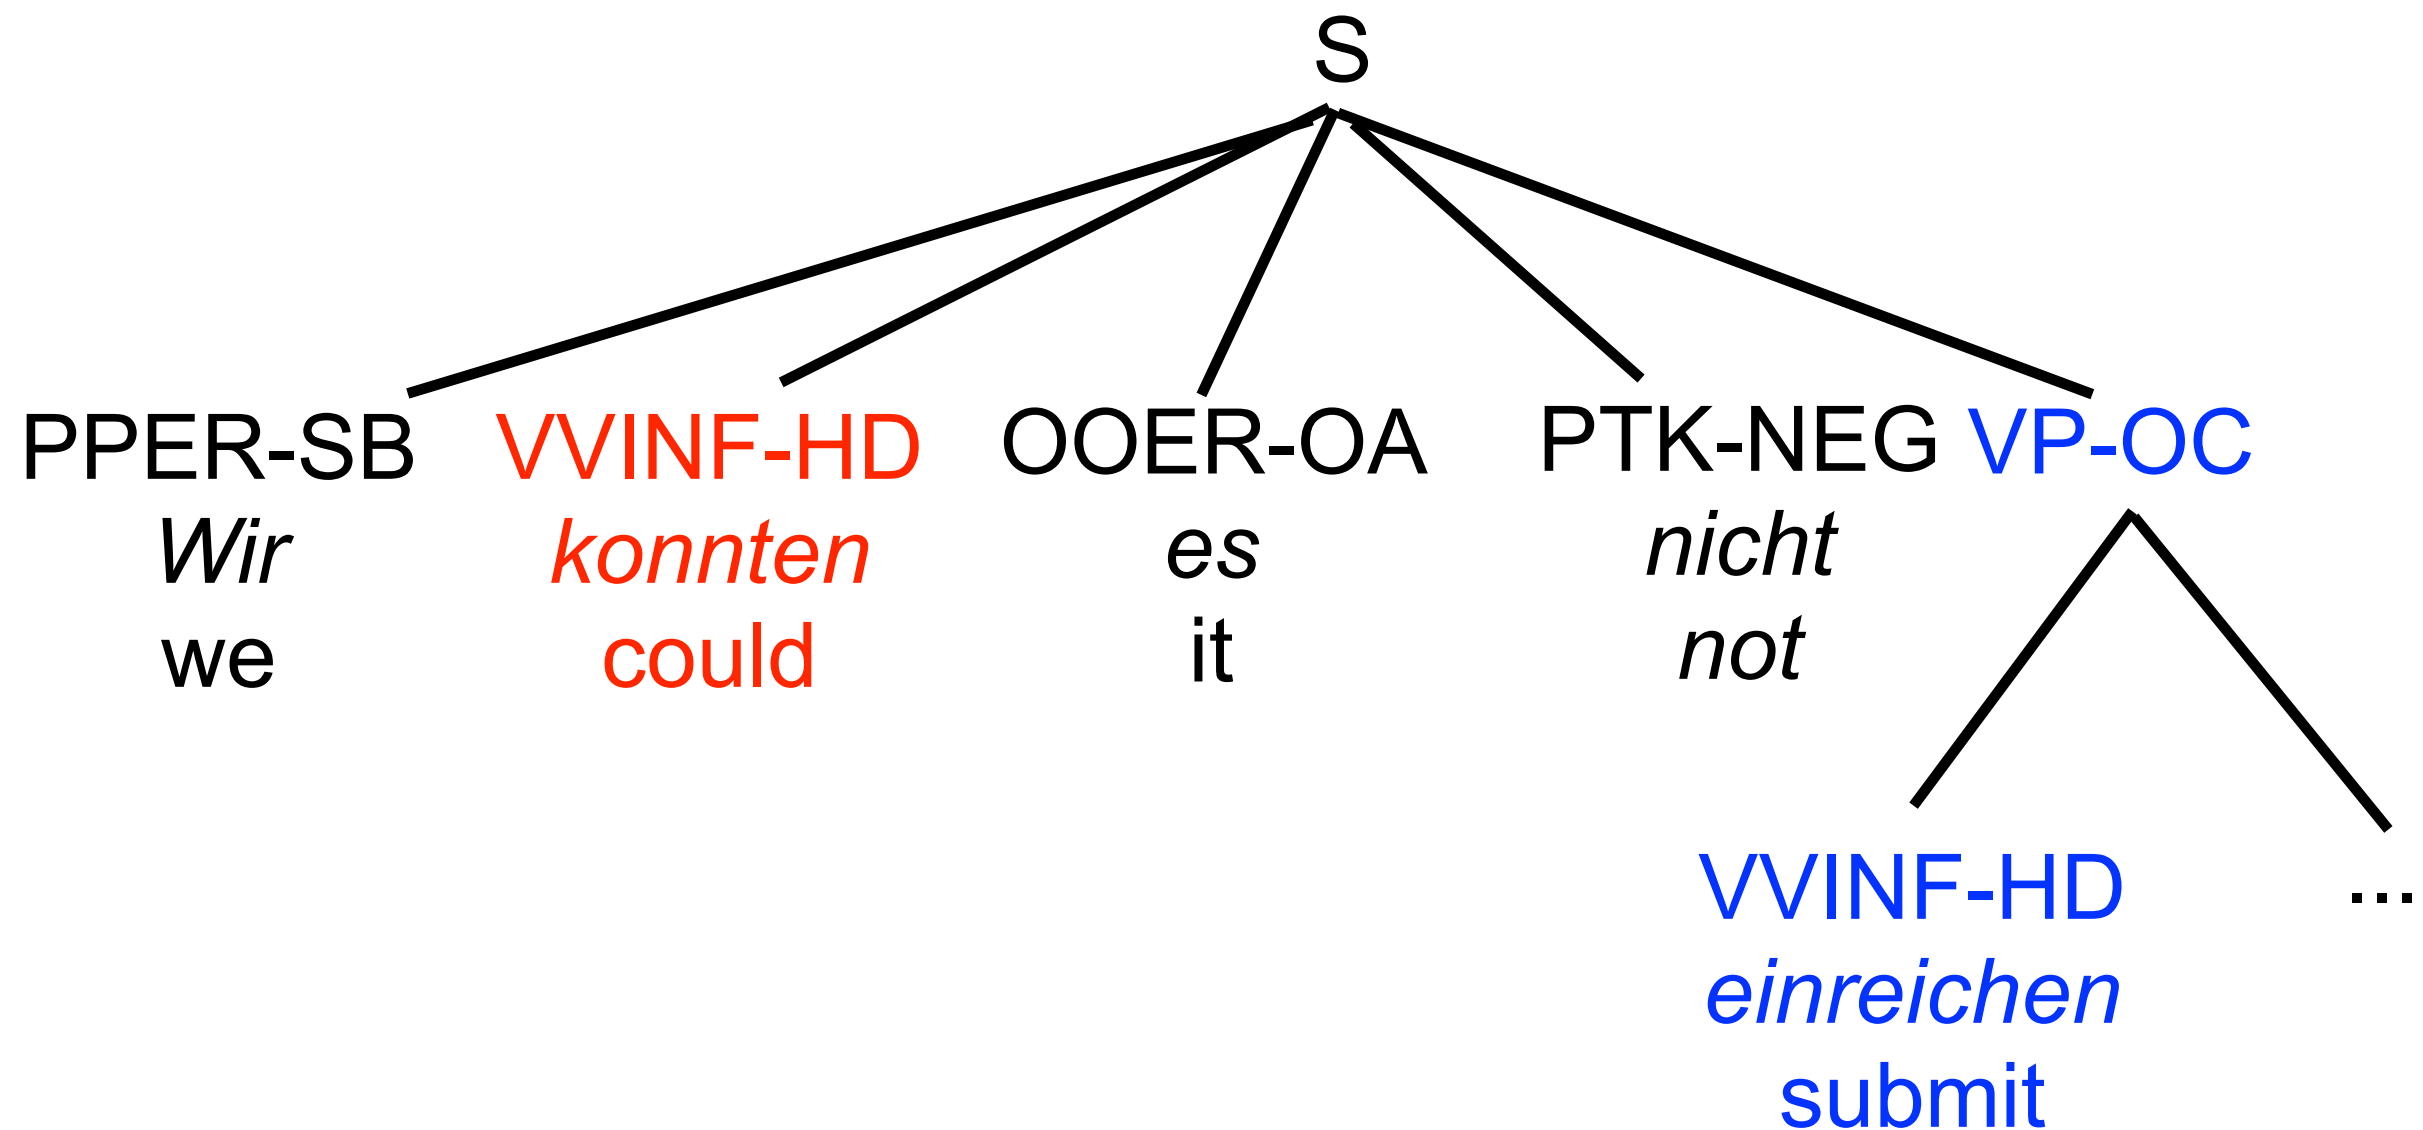 S
PPER-SB VVINF-HD OOER-OA PTK-NEG VP-OC
Wir konnten es nicht
we could it not
VVINF-HD ...
einreichen
submit